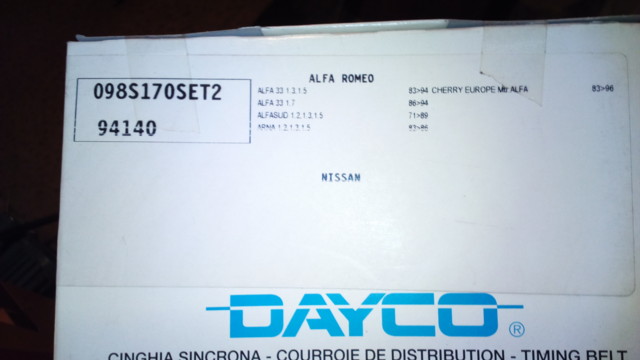 ALFA ROMEO
098S170SET2
94140
ALFA 33 1.3,1.5 83>94 CHERRY EUROPE Mtr.ALFA 83>96
ALFA 33 1.7 86>94
ALFASUD 1.2,1.3,1.5 71>89
ARNA 1.2,1.3,1.5 83>86
NISSAN
DAYCO®
CINGHIA SINCRONA - COURROIE DE DISTRIBUTION - TIMING BELT